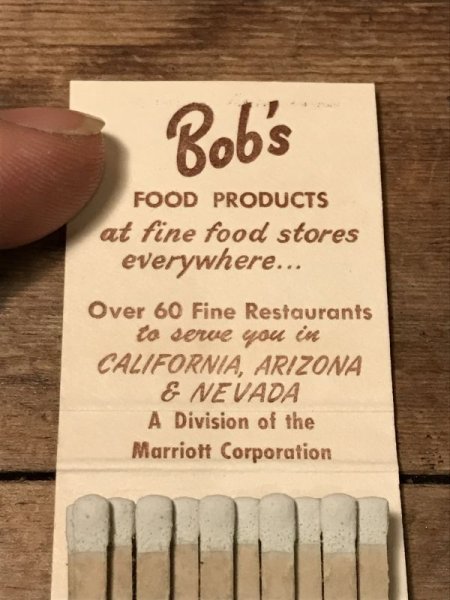 Bob's
FOOD PRODUCTS
at fine food stores
everywhere...
Over 60 Fine Restaurants
to serve you in
CALIFORNIA, ARIZONA
& NEVADA
A Division of the
Marriott Corporation